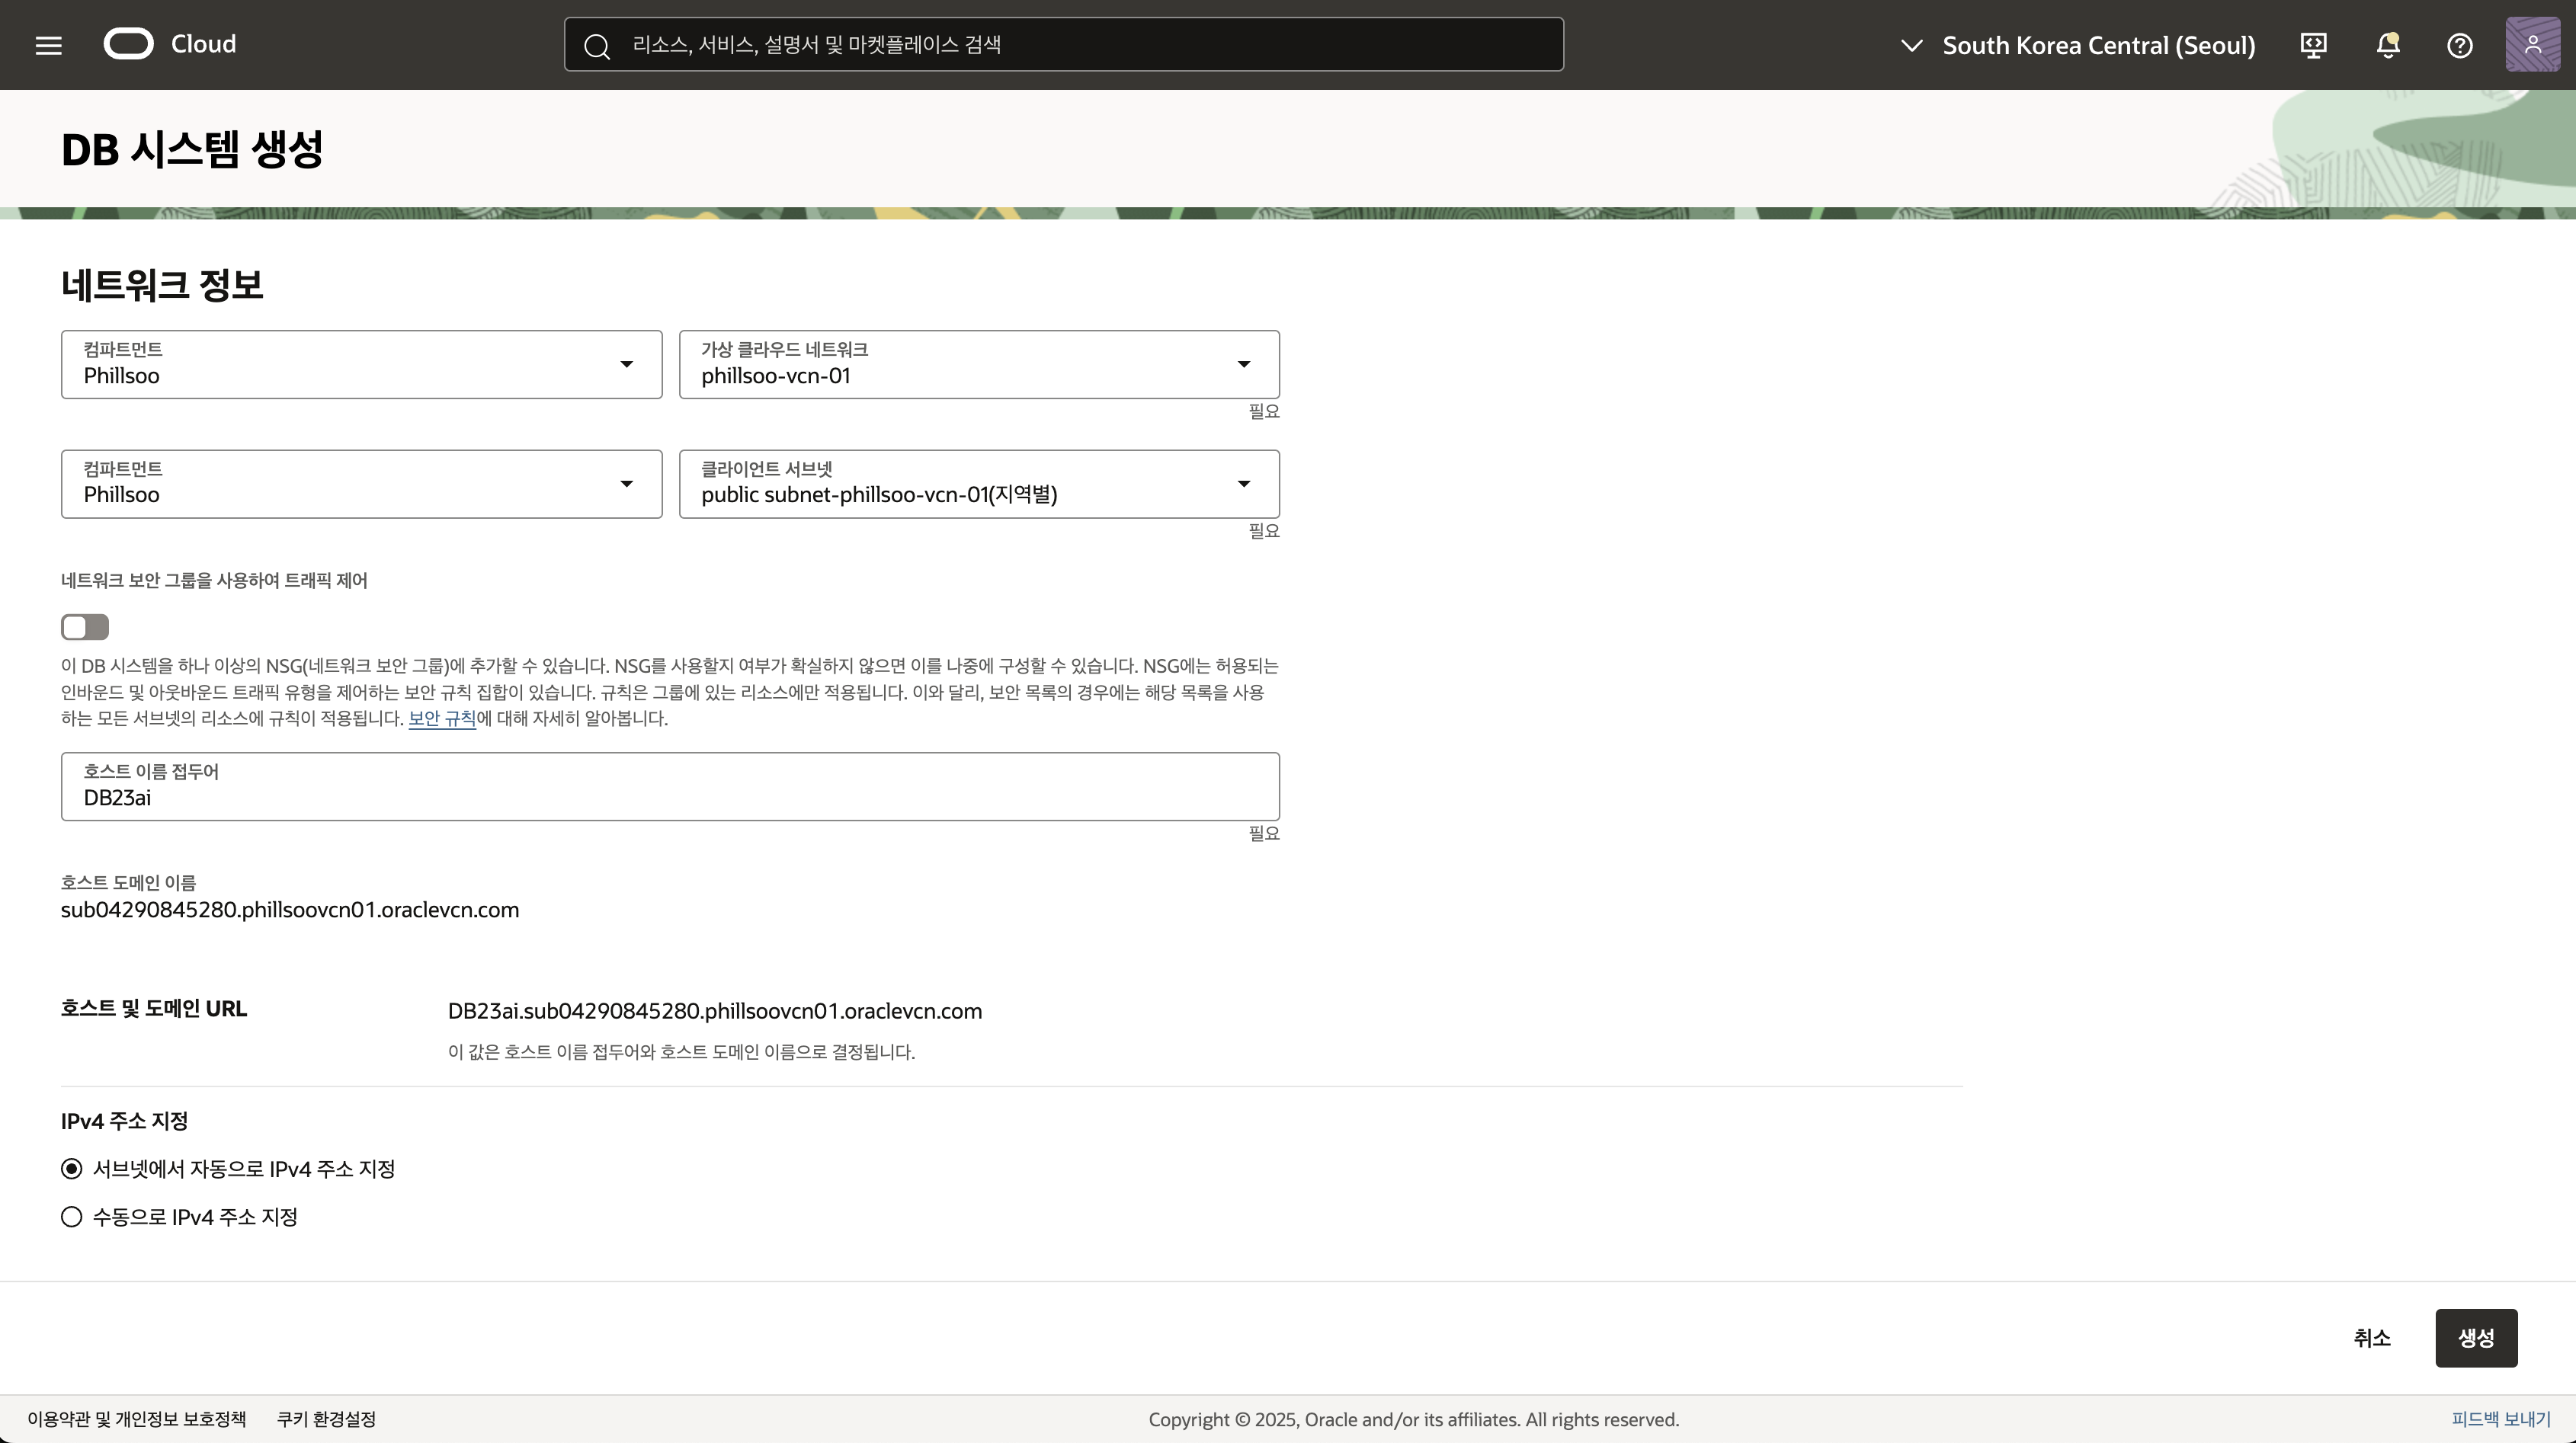 Cloud
리소스, 서비스, 설명서 및 마켓플레이스 검색
South Korea Central (Seoul)
DB 시스템 생성
네트워크 정보
컴파트먼트
Phillsoo
가상 클라우드 네트워크
phillsoo-vcn-01
필요
컴파트먼트
Phillsoo
클라이언트 서브넷
public subnet-phillsoo-vcn-01(지역별)
필요
네트워크 보안 그룹을 사용하여 트래픽 제어
이 DB 시스템을 하나 이상의 NSG(네트워크 보안 그룹)에 추가할 수 있습니다. NSG를 사용할지 여부가 확실하지 않으면 이를 나중에 구성할 수 있습니다. NSG에는 허용되는
인바운드 및 아웃바운드 트래픽 유형을 제어하는 보안 규칙 집합이 있습니다. 규칙은 그룹에 있는 리소스에만 적용됩니다. 이와 달리, 보안 목록의 경우에는 해당 목록을 사용
하는 모든 서브넷의 리소스에 규칙이 적용됩니다. 보안 규칙에 대해 자세히 알아봅니다.
호스트 이름 접두어
DB23ai
필요
호스트 도메인 이름
sub04290845280.phillsoovcn01.oraclevcn.com
호스트 및 도메인 URL
DB23ai.sub04290845280.phillsoovcn01.oraclevcn.com
이 값은 호스트 이름 접두어와 호스트 도메인 이름으로 결정됩니다.
IPv4 주소 지정
서브넷에서 자동으로 IPv4 주소 지정
수동으로 IPv4 주소 지정
취소
생성
이용약관 및 개인정보 보호정책
쿠키 환경설정
Copyright © 2025, Oracle and/or its affiliates. All rights reserved.
피드백 보내기